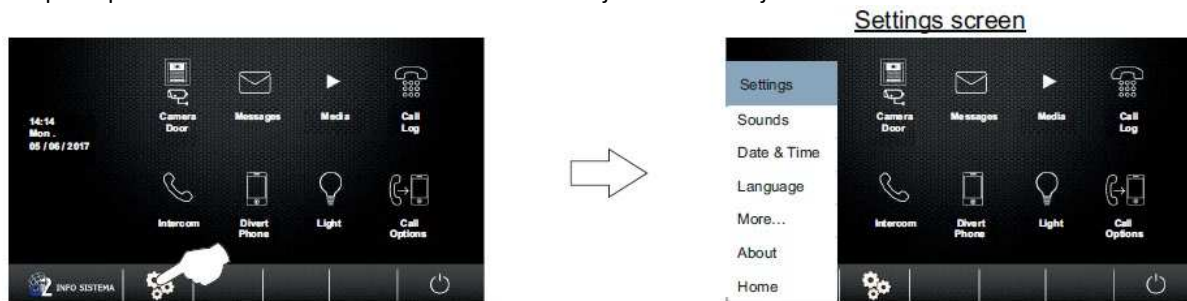 Settings screen
14:14
Mon .
05 / 06 / 2017
Camera
Door
Messages
Media
Call
Log
Intercom
Divert
Phone
Light
Call
Options
INFO SISTEMA
Settings
Sounds
Date & Time
Language
More...
About
Home
Camera
Door
Messages
Media
Call
Log
Intercom
Divert
Phone
Light
Call
Options